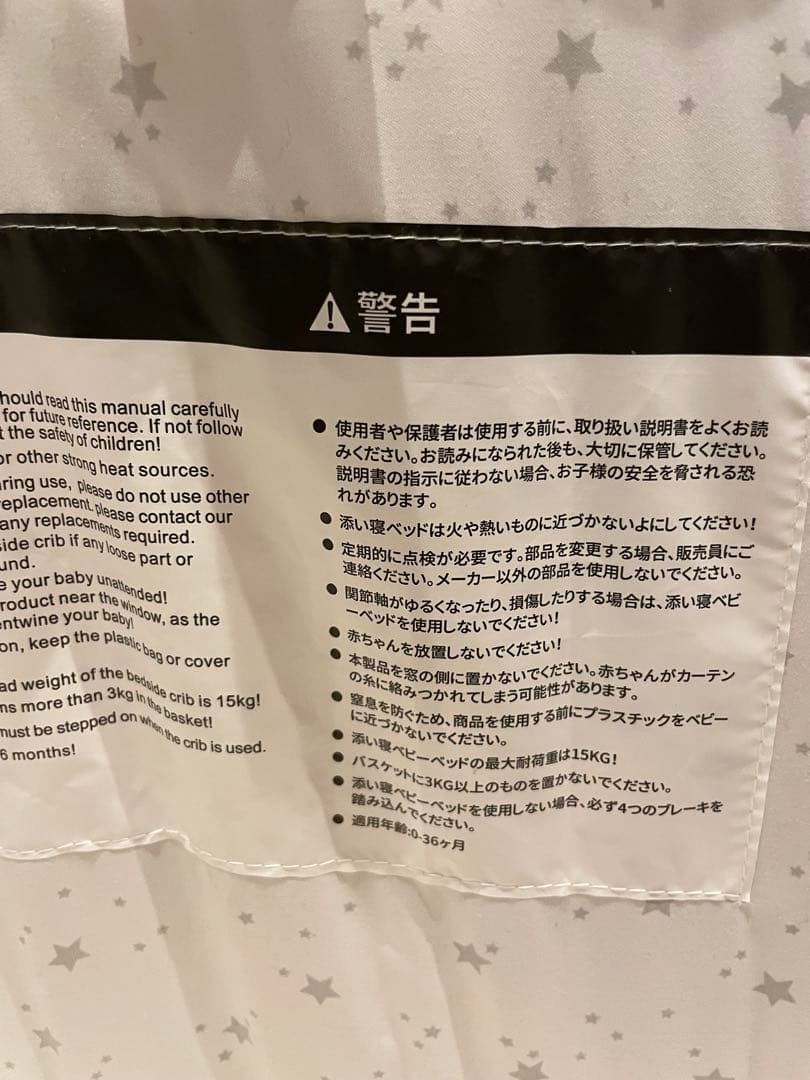 警告
hould read this manual carefully
for future reference. If not follow
t the safety of children!
or other strong heat sources.
ring use, please do not use other
eplacement, please contact our
any replacements required.
ide crib if any loose part or
und.
e your baby unattended!
roduct near the window, as the
entwine your baby!
on, keep the plastic bag or cover
ad weight of the bedside crib is 15kg!
ns more than 3kg in the basket!
must be stepped on when the crib is used.
6 months!
● 使用者や保護者は使用する前に、取り扱い説明書をよくお読
みください。お読みになられた後も、大切に保管してください。
説明書の指示に従わない場合、お子様の安全を脅される恐
れがあります。
● 添い寝ベッドは火や熱いものに近づかないよにしてください!
● 定期的に点検が必要です。部品を変更する場合、販売員にご
連絡ください。メーカー以外の部品を使用しないでください。
● 関節軸がゆるくなったり、損傷したりする場合は、添い寝ベビ
ーベッドを使用しないでください!
● 赤ちゃんを放置しないでください!
● 本製品を窓の側に置かないでください。赤ちゃんがカーテン
の糸に絡みつかれてしまう可能性があります。
● 窒息を防ぐため、商品を使用する前にプラスチックをベビー
に近づかないでください。
● 添い寝ベビーベッドの最大耐荷重は15KG!
● バスケットに3KG以上のものを置かないでください。
● 添い寝ベビーベッドを使用しない場合、必ず4つのブレーキを
踏み込んでください。
● 適用年齢:0-36ヶ月